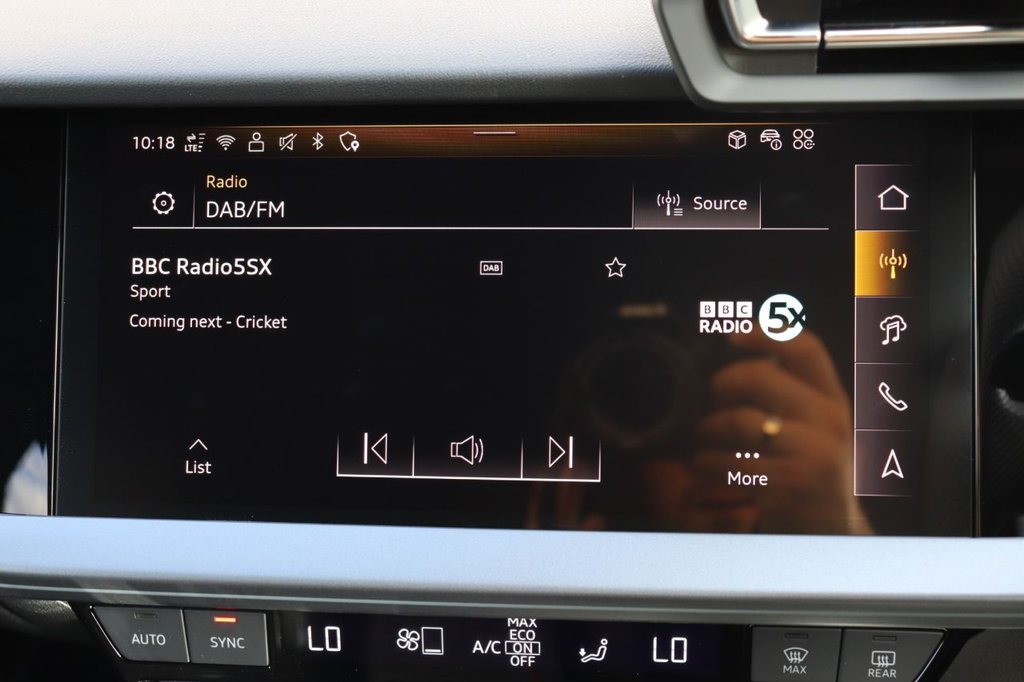 10:18
LTE
Radio
DAB/FM
Source
BBC Radio5SX
DAB
Sport
Coming next - Cricket
BBC
RADIO
5x
List
More
AUTO
SYNC
LO
A/C
MAX
ECO
ON
OFF
LO
MAX
REAR